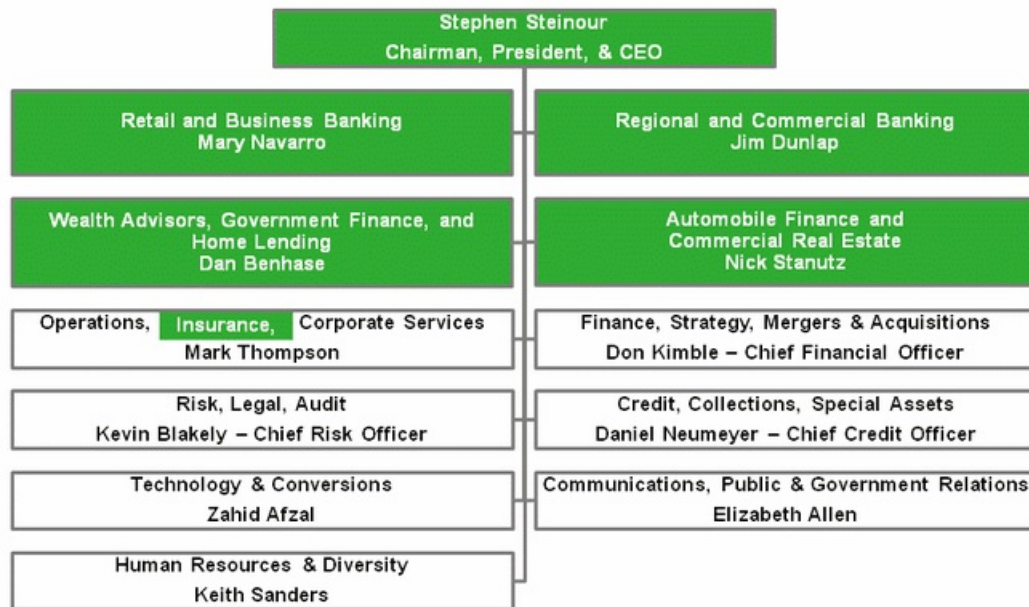 Stephen Steinour
Chairman, President, & CEO
Retail and Business Banking
Mary Navarro
Regional and Commercial Banking
Jim Dunlap
Wealth Advisors, Government Finance, and
Home Lending
Dan Benhase
Automobile Finance and
Commercial Real Estate
Nick Stanutz
Operations, Insurance, Corporate Services
Mark Thompson
Finance, Strategy, Mergers & Acquisitions
Don Kimble – Chief Financial Officer
Risk, Legal, Audit
Kevin Blakely – Chief Risk Officer
Credit, Collections, Special Assets
Daniel Neumeyer – Chief Credit Officer
Technology & Conversions
Zahid Afzal
Communications, Public & Government Relations
Elizabeth Allen
Human Resources & Diversity
Keith Sanders